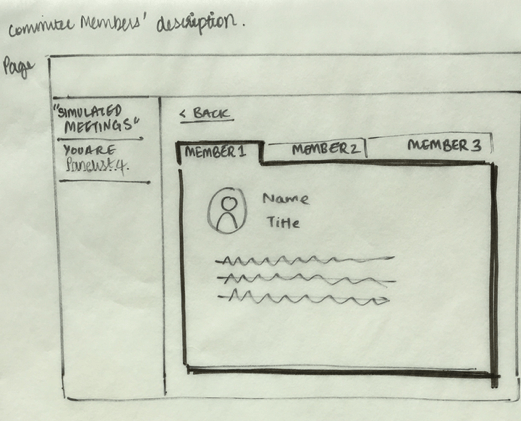 Committee Members' description.
Page
"SIMULATED
MEETINGS"
YOU ARE
Panelist 4.
< BACK
MEMBER 1
MEMBER 2
MEMBER 3
Name
Title